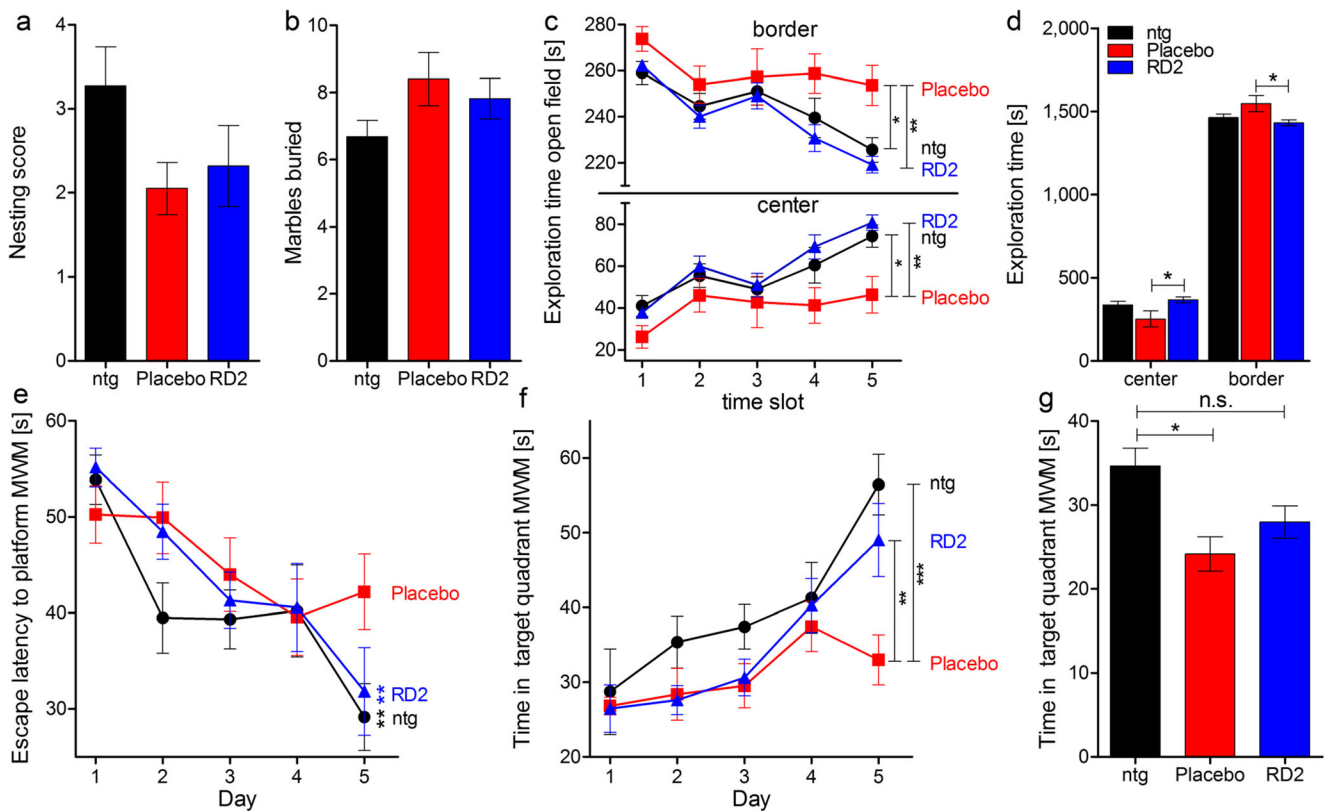 a
Nesting score
4
3
2
1
0
ntg Placebo RD2
b
Marbles buried
10
8
6
4
2
0
ntg Placebo RD2
c
Exploration time open field [s]
border
280
260
240
220
Placebo
ntg
RD2
*
**
center
80
60
40
20
RD2
ntg
Placebo
*
**
1 2 3 4 5
time slot
d
Exploration time [s]
2,000
1,500
1,000
500
0
ntg
Placebo
RD2
*
*
center border
e
Escape latency to platform MWM [s]
60
50
40
30
Placebo
**
RD2
**
ntg
1 2 3 4 5
Day
f
Time in target quadrant MWM [s]
60
50
40
30
20
ntg
RD2
Placebo
**
***
1 2 3 4 5
Day
g
Time in target quadrant MWM [s]
40
30
20
10
0
n.s.
*
ntg Placebo RD2